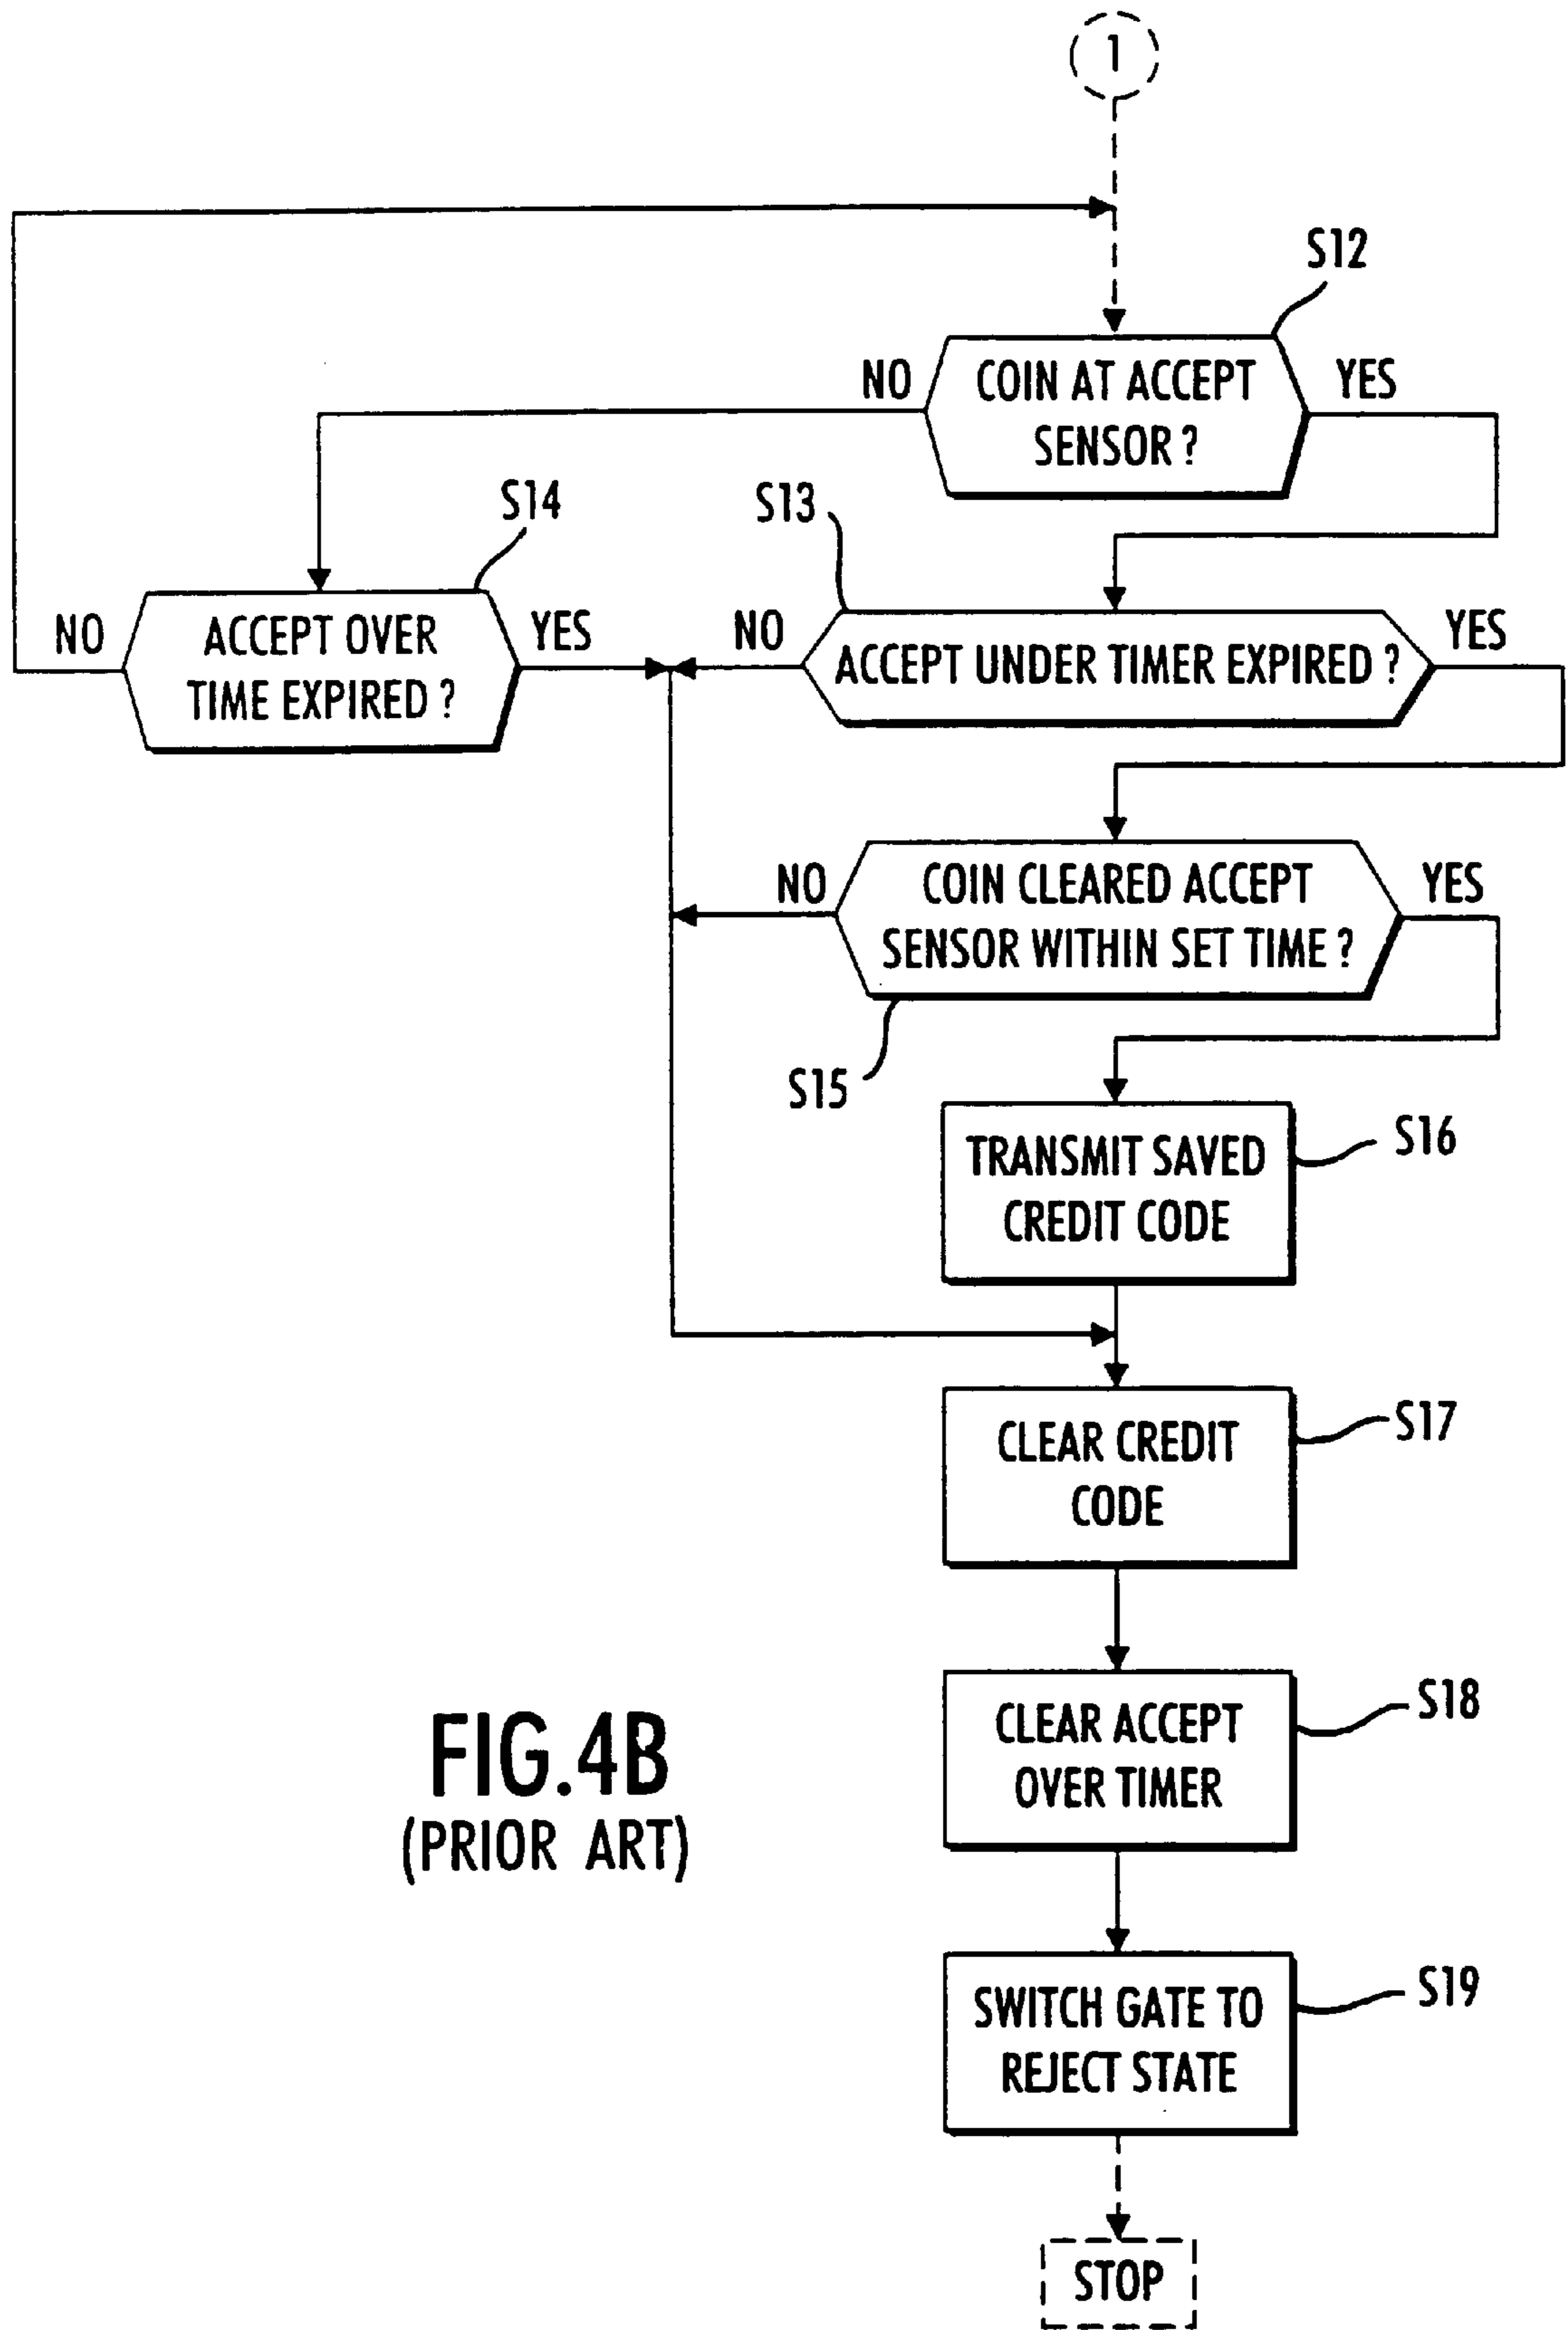 1
S12
NO
COIN AT ACCEPT
SENSOR ?
YES
S14
S13
NO
ACCEPT OVER
TIME EXPIRED ?
YES
NO
ACCEPT UNDER TIMER EXPIRED ?
YES
NO
COIN CLEARED ACCEPT
SENSOR WITHIN SET TIME ?
YES
S15
TRANSMIT SAVED
CREDIT CODE
S16
CLEAR CREDIT
CODE
S17
CLEAR ACCEPT
OVER TIMER
S18
FIG.4B
(PRIOR ART)
SWITCH GATE TO
REJECT STATE
S19
STOP